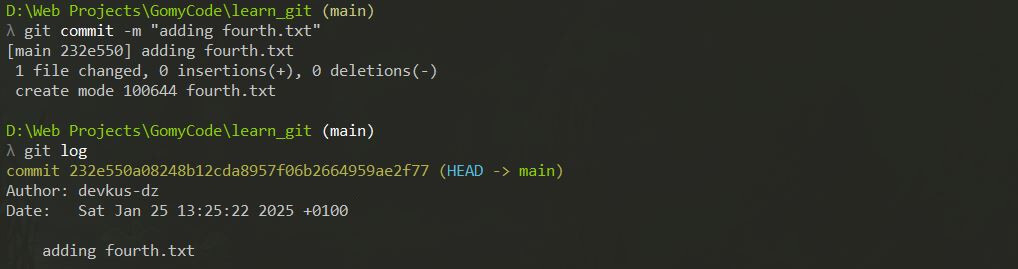 D:\Web Projects\GomyCode\learn_git (main)
λ git commit -m "adding fourth.txt"
[main 232e550] adding fourth.txt
 1 file changed, 0 insertions(+), 0 deletions(-)
 create mode 100644 fourth.txt

D:\Web Projects\GomyCode\learn_git (main)
λ git log
commit 232e550a08248b12cda8957f06b2664959ae2f77 (HEAD -> main)
Author: devkus-dz
Date:   Sat Jan 25 13:25:22 2025 +0100

    adding fourth.txt